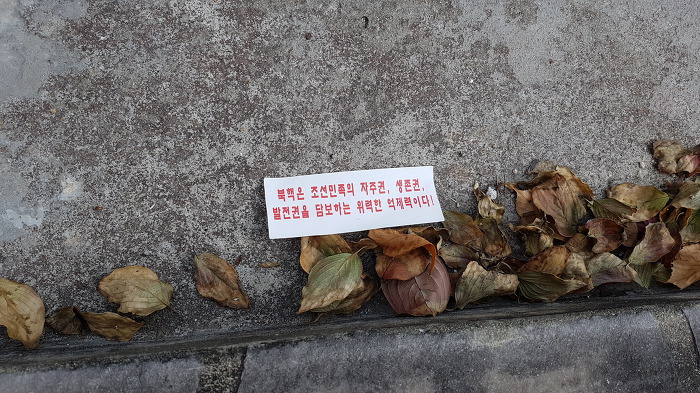 북핵은 조선민족의 자주권, 생존권,
발전권을 담보하는 위력한 억제력이다!